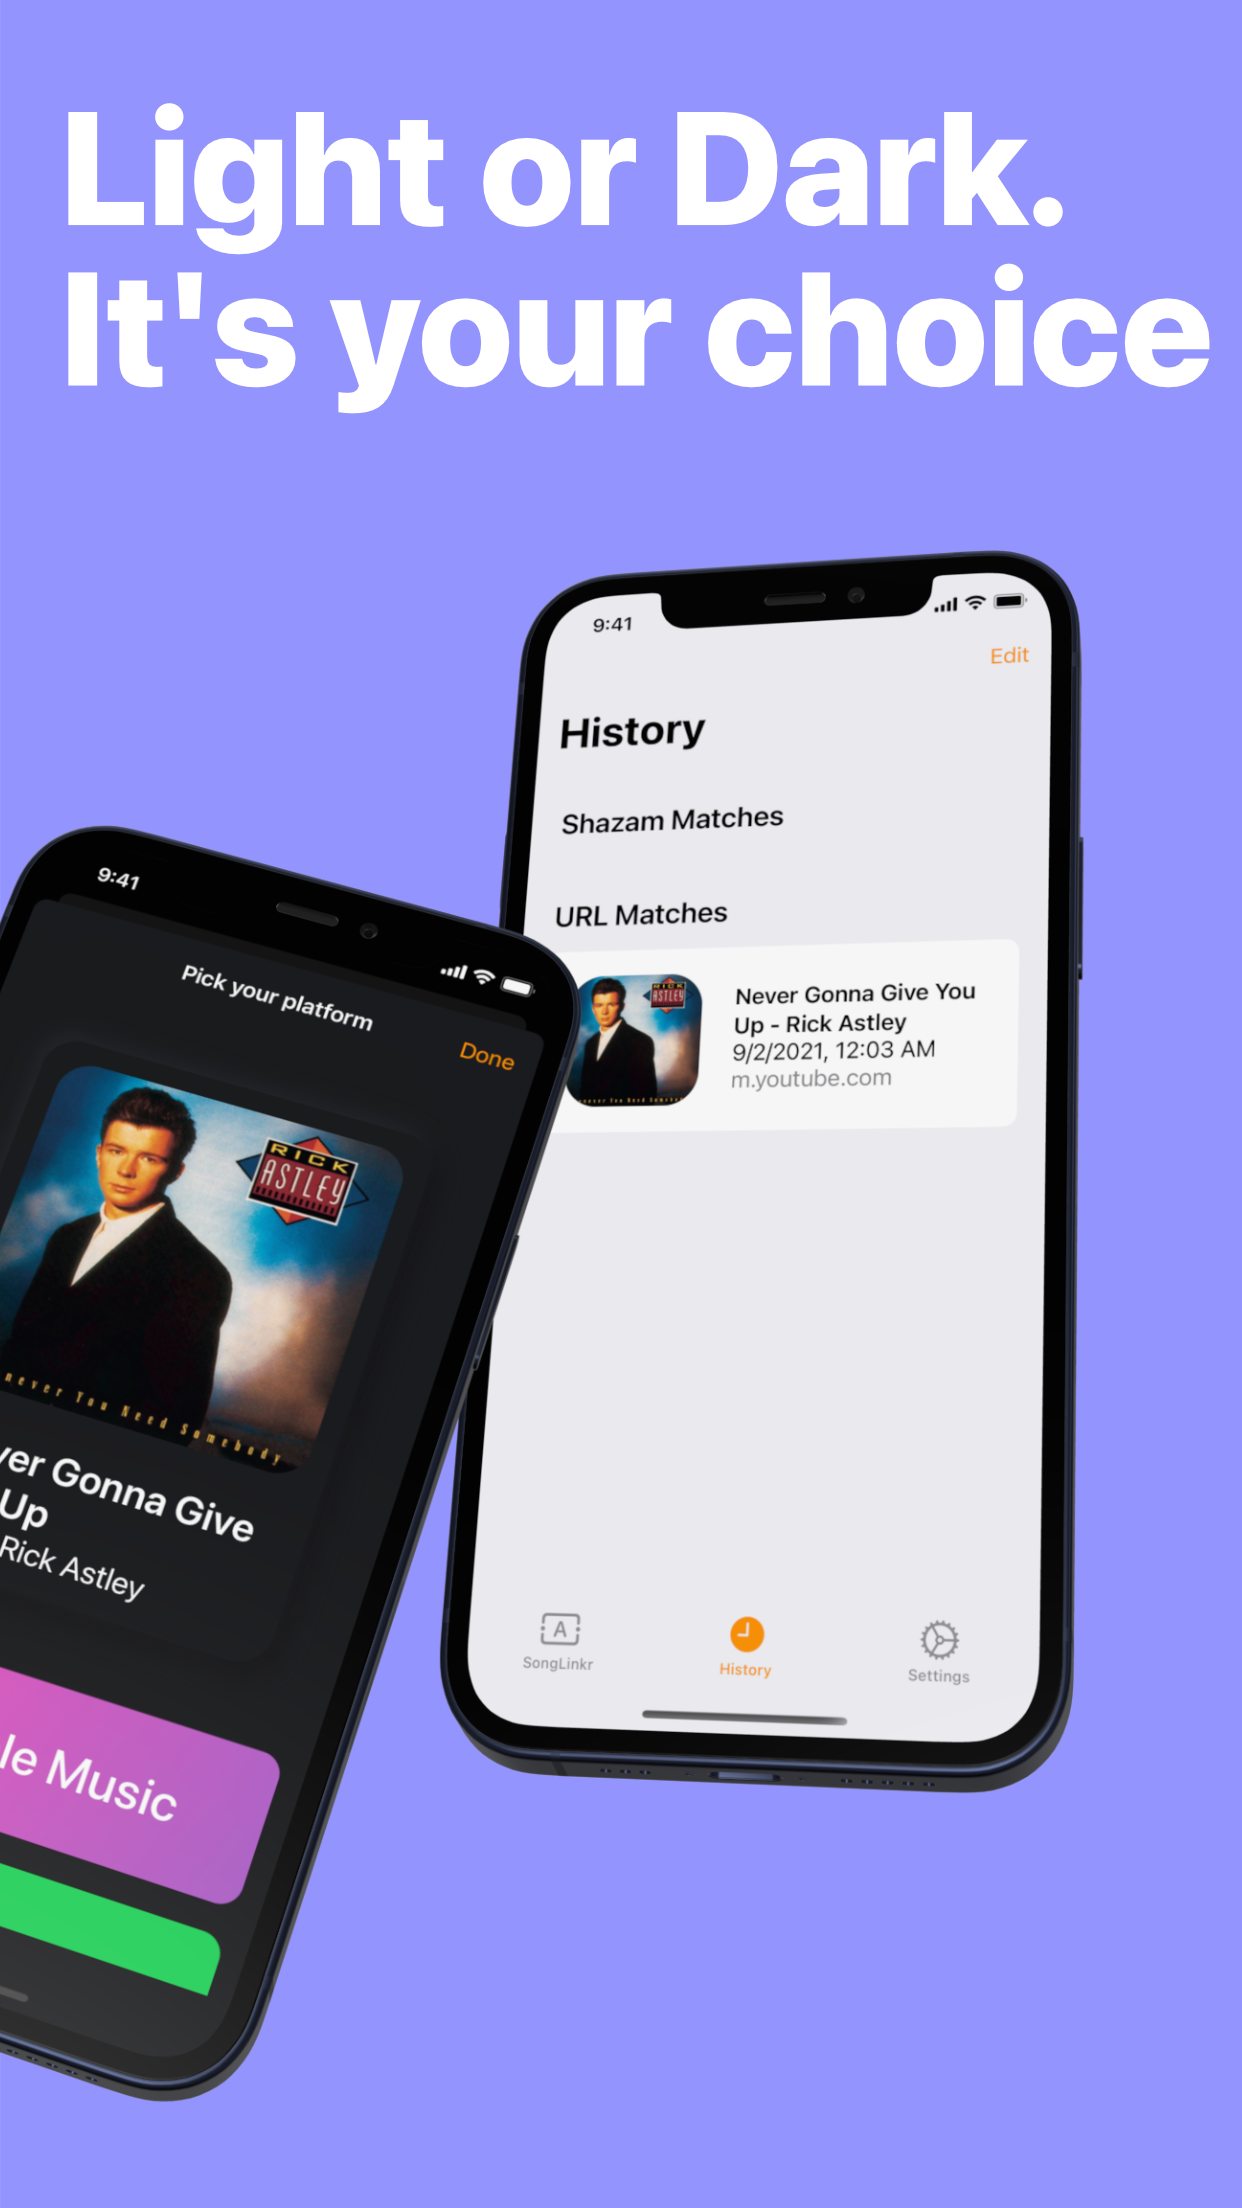 Light or Dark.
It's your choice
9:41
Edit
History
Shazam Matches
URL Matches
RICK
ASTLEY
Never Gonna Give You
Up - Rick Astley
9/2/2021, 12:03 AM
m.youtube.com
SongLinkr
History
Settings
9:41
Pick your platform
Done
RICK
ASTLEY
never You Need Somebody
ver Gonna Give
Up
Rick Astley
le Music